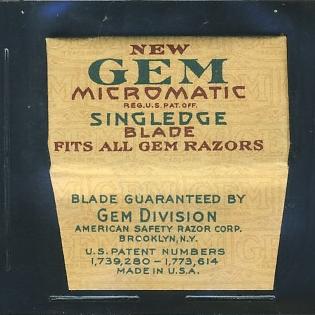 NEW
GEM
MICROMATIC
REG.U.S. PAT. OFF.
SINGLEDGE
BLADE
FITS ALL GEM RAZORS
BLADE GUARANTEED BY
GEM DIVISION
AMERICAN SAFETY RAZOR CORP.
BROOKLYN, N.Y.
U.S. PATENT NUMBERS
1,739,280 - 1,773,614
MADE IN U.S.A.